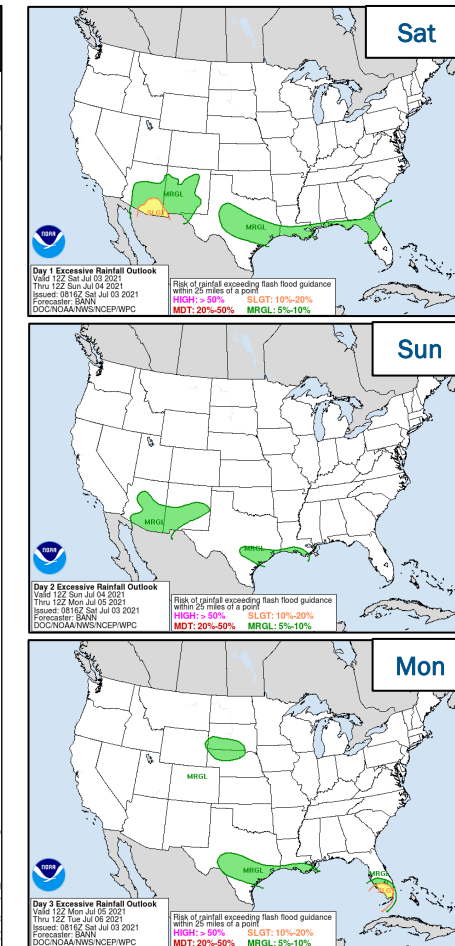 Sat
MRGL
SLGT
MRGL
NOAA
Day 1 Excessive Rainfall Outlook
Valid 12Z Sat Jul 03 2021
Thru 12Z Sun Jul 04 2021
Issued: 0816Z Sat Jul 03 2021
Forecaster: BANN
DOC/NOAA/NWS/NCEP/WPC
Risk of rainfall exceeding flash flood guidance
within 25 miles of a point
HIGH: > 50% SLGT: 10%-20%
MDT: 20%-50% MRGL: 5%-10%
Sun
MRGL
MRGL
NOAA
Day 2 Excessive Rainfall Outlook
Valid 12Z Sun Jul 04 2021
Thru 12Z Mon Jul 05 2021
Issued: 0816Z Sat Jul 03 2021
Forecaster: BANN
DOC/NOAA/NWS/NCEP/WPC
Risk of rainfall exceeding flash flood guidance
within 25 miles of a point
HIGH: > 50% SLGT: 10%-20%
MDT: 20%-50% MRGL: 5%-10%
Mon
MRGL
MRGL
MRGL
SLGT
NOAA
Day 3 Excessive Rainfall Outlook
Valid 12Z Mon Jul 05 2021
Thru 12Z Tue Jul 06 2021
Issued: 0816Z Sat Jul 03 2021
Forecaster: BANN
DOC/NOAA/NWS/NCEP/WPC
Risk of rainfall exceeding flash flood guidance
within 25 miles of a point
HIGH: > 50% SLGT: 10%-20%
MDT: 20%-50% MRGL: 5%-10%